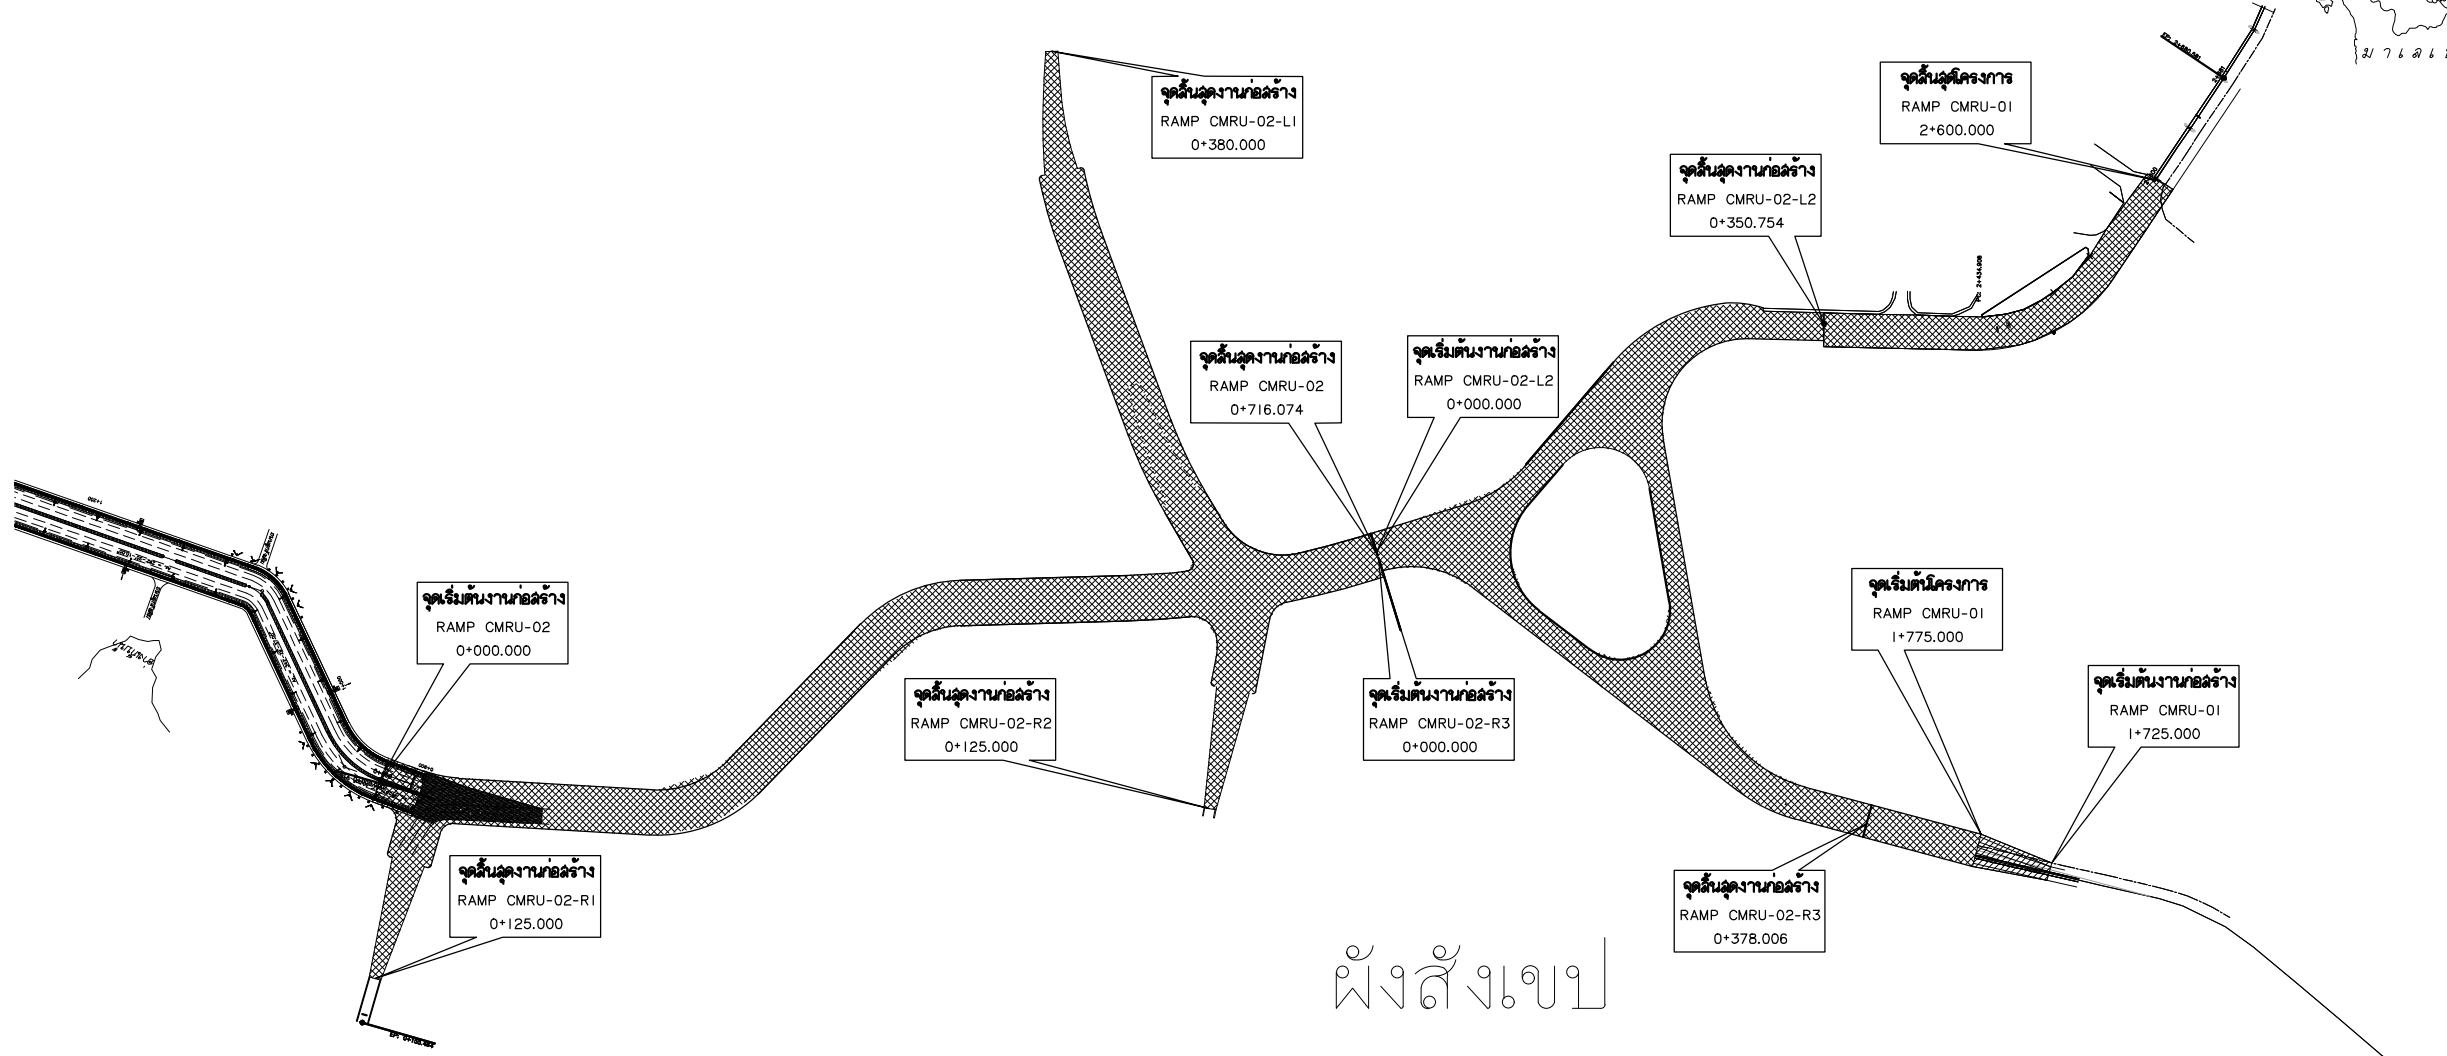 มาเล
จุดสิ้นสุดโครงการ
RAMP CMRU-01
2+600.000
จุดสิ้นสุดงานก่อสร้าง
RAMP CMRU-02-L1
0+380.000
จุดสิ้นสุดงานก่อสร้าง
RAMP CMRU-02-L2
0+350.754
PC: 2+434.908
จุดสิ้นสุดงานก่อสร้าง
RAMP CMRU-02
0+716.074
จุดเริ่มต้นงานก่อสร้าง
RAMP CMRU-02-L2
0+000.000
จุดเริ่มต้นงานก่อสร้าง
RAMP CMRU-02
0+000.000
จุดเริ่มต้นโครงการ
RAMP CMRU-01
1+775.000
จุดเริ่มต้นงานก่อสร้าง
RAMP CMRU-01
1+725.000
จุดสิ้นสุดงานก่อสร้าง
RAMP CMRU-02-R2
0+125.000
จุดเริ่มต้นงานก่อสร้าง
RAMP CMRU-02-R3
0+000.000
จุดสิ้นสุดงานก่อสร้าง
RAMP CMRU-02-R1
0+125.000
จุดสิ้นสุดงานก่อสร้าง
RAMP CMRU-02-R3
0+378.006
ผังสังเขป